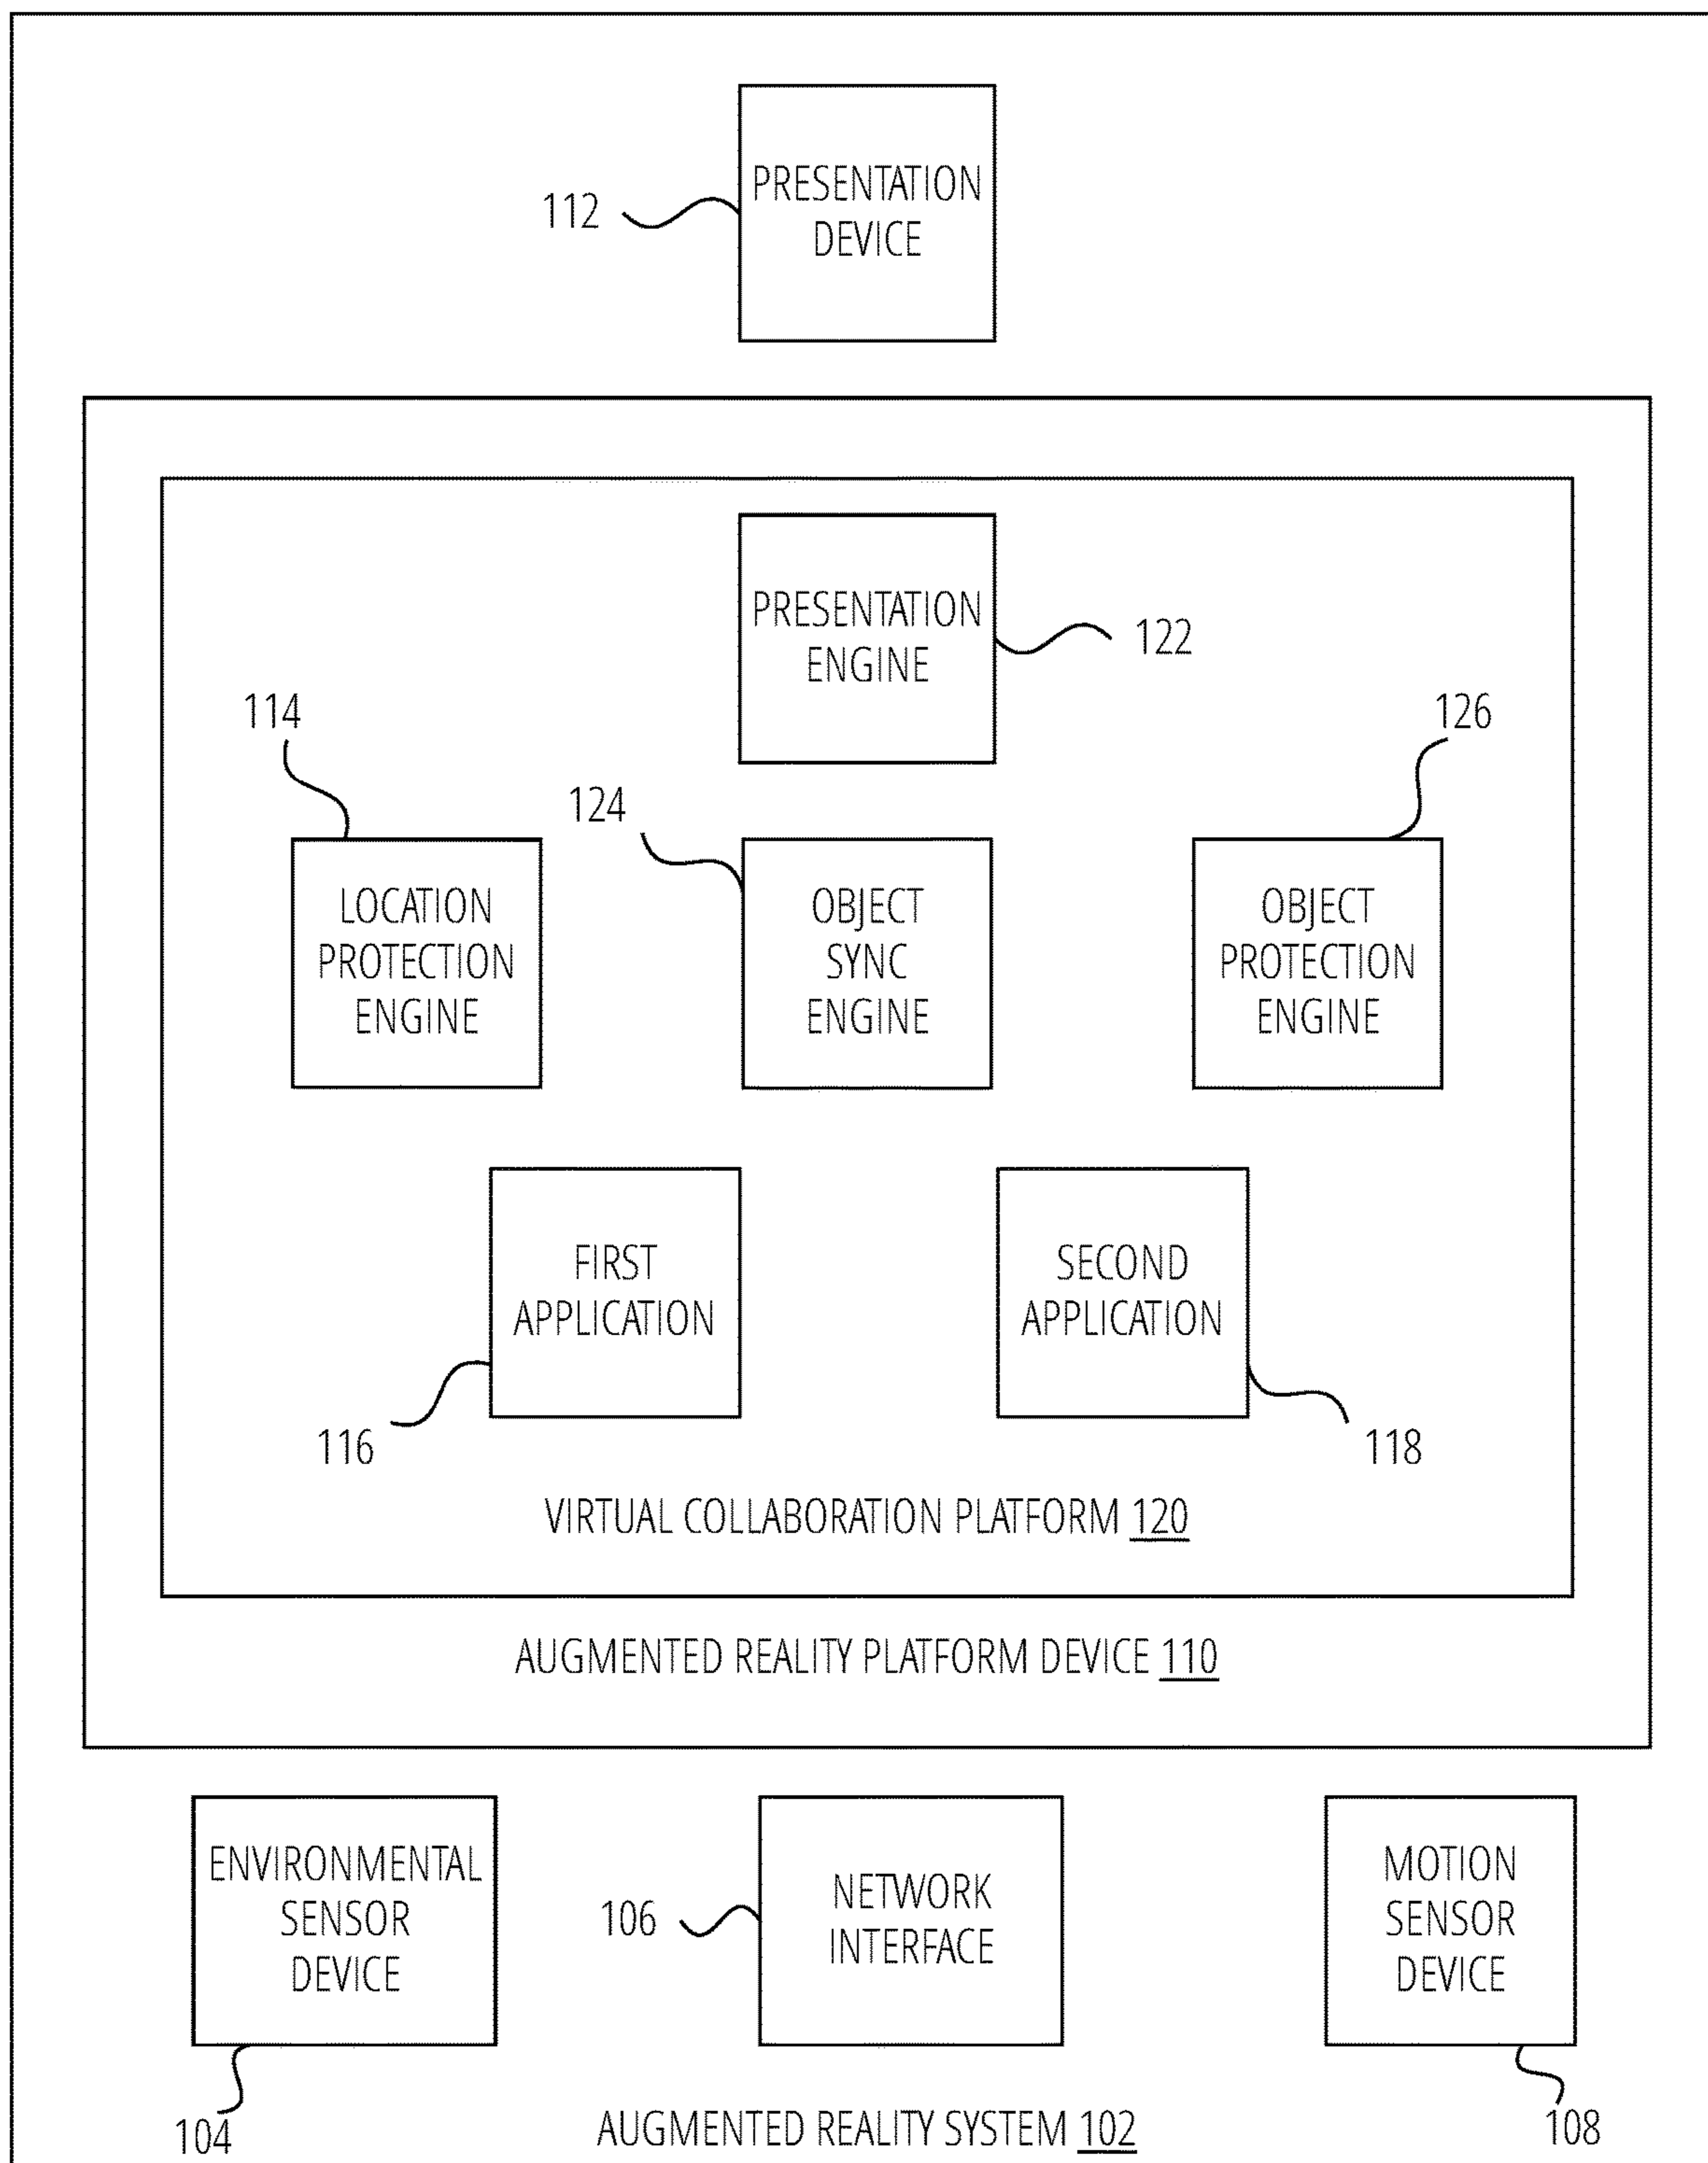 PRESENTATION
DEVICE
112
PRESENTATION
ENGINE
122
114
126
124
LOCATION
PROTECTION
ENGINE
OBJECT
SYNC
ENGINE
OBJECT
PROTECTION
ENGINE
FIRST
APPLICATION
SECOND
APPLICATION
116
118
VIRTUAL COLLABORATION PLATFORM 120
AUGMENTED REALITY PLATFORM DEVICE 110
ENVIRONMENTAL
SENSOR
DEVICE
106
NETWORK
INTERFACE
MOTION
SENSOR
DEVICE
104
AUGMENTED REALITY SYSTEM 102
108